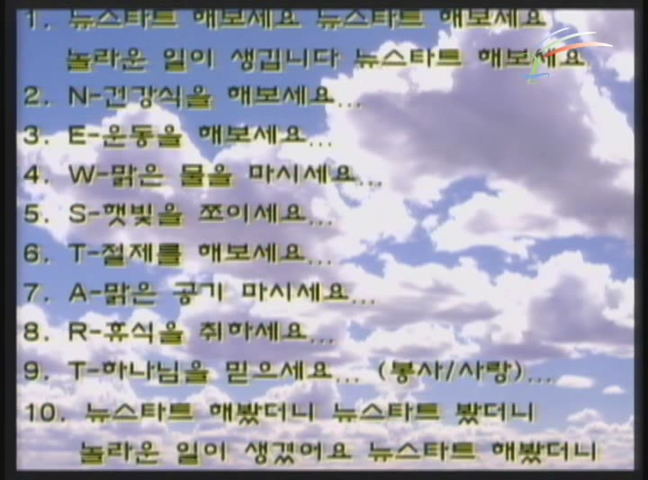 1. 뉴스타트 해보세요 뉴스타트 해보세요
놀라운 일이 생깁니다 뉴스타트 해보세요
2. N-건강식을 해보세요...
3. E-운동을 해보세요...
4. W-맑은 물을 마시세요...
5. S-햇빛을 쪼이세요...
6. T-절제를 해보세요...
7. A-맑은 공기 마시세요...
8. R-휴식을 취하세요...
9. T-하나님을 믿으세요... (봉사/사랑)...
10. 뉴스타트 해봤더니 뉴스타트 봤더니
놀라운 일이 생겼어요 뉴스타트 해봤더니